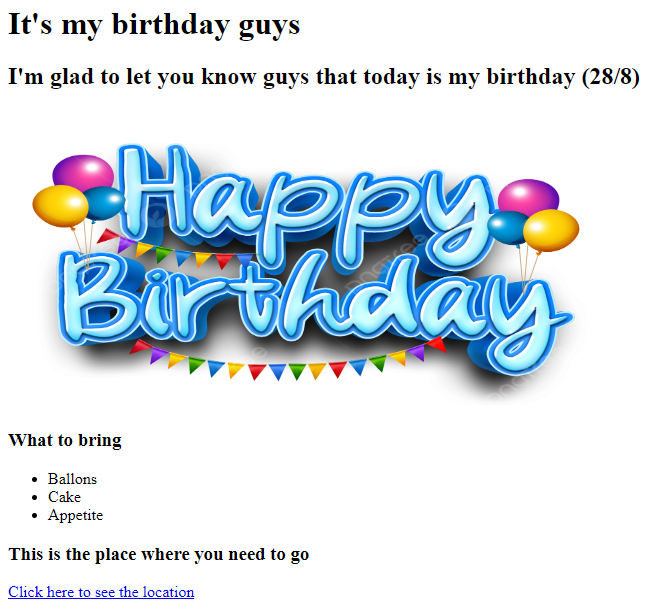 It's my birthday guys
I'm glad to let you know guys that today is my birthday (28/8)
Happy
Birthday
What to bring
Ballons
Cake
Appetite
This is the place where you need to go
Click here to see the location